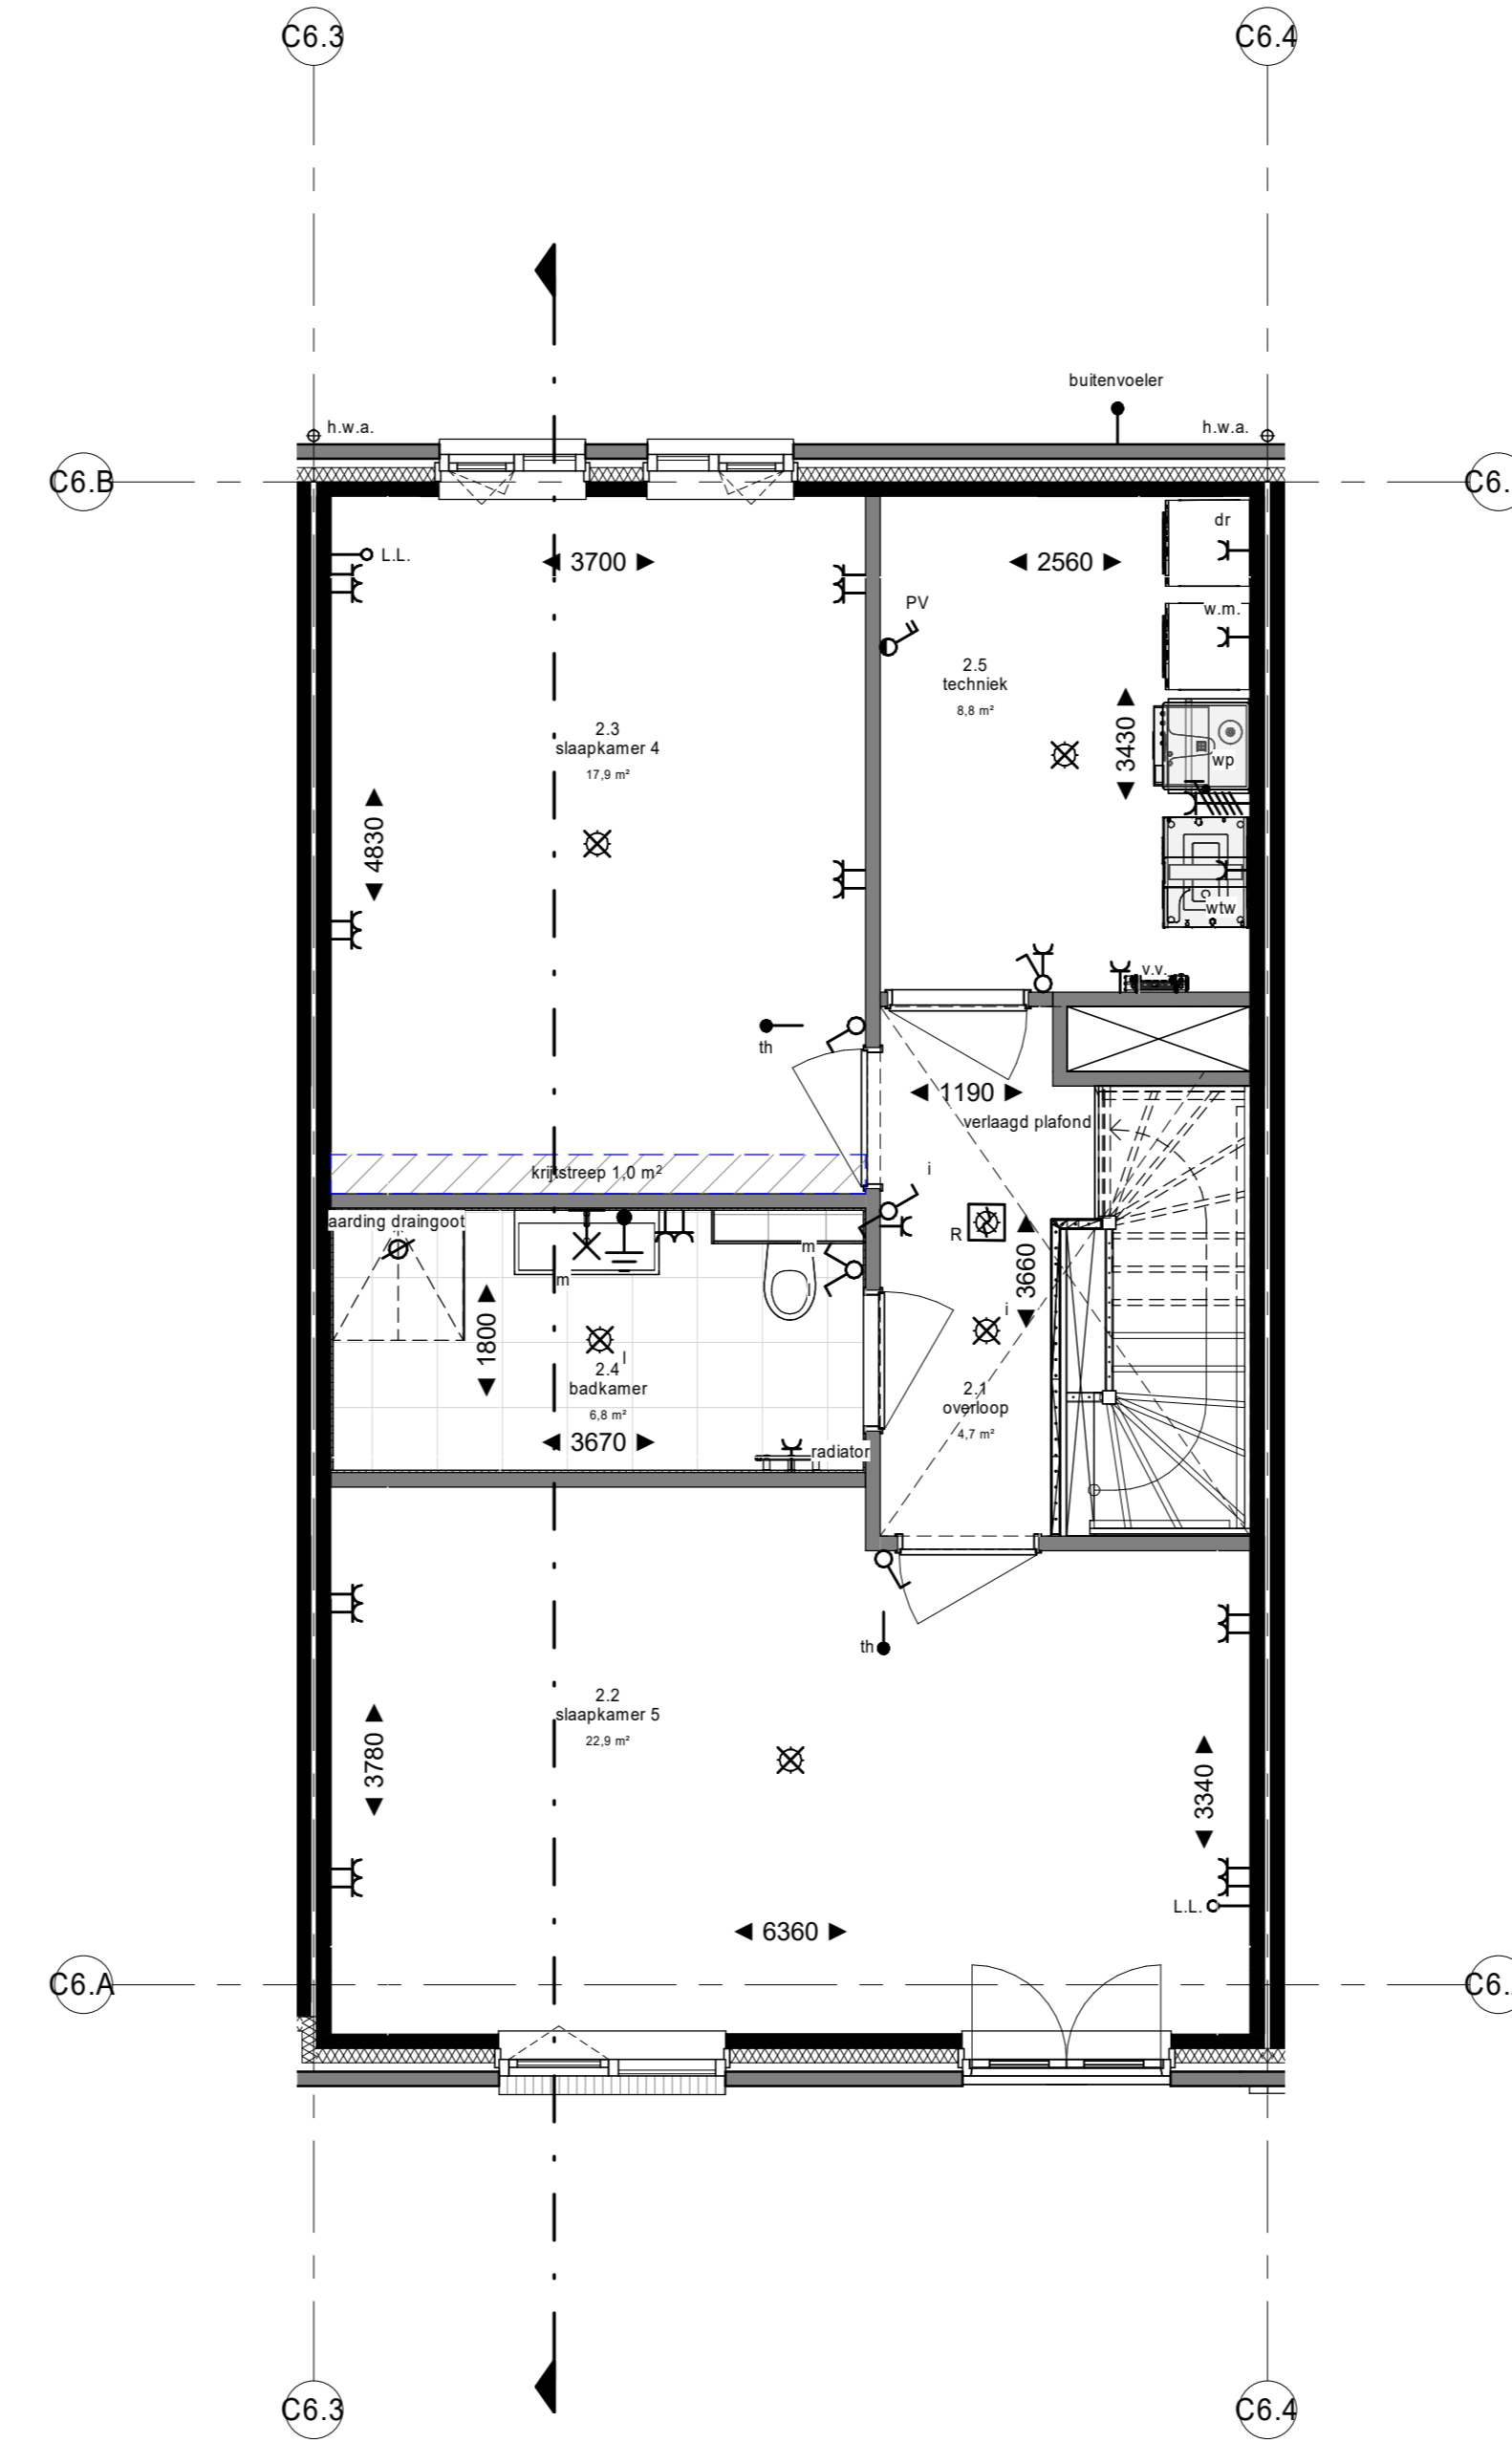 C6.3
C6.4
buitenvoeler
h.w.a.
h.w.a.
C6.B
C6.
dr
L.L.
3700
2560
PV
w.m.
2.5
techniek
8,8 m²
2.3
slaapkamer 4
17,9 m²
3430
wp
4830
wtw
v.v.
th
1190
verlaagd plafond
krijtstreep 1,0 m²
i
aarding draingoot
R
m
3660
m
l
i
1800
l
2.4
badkamer
6,8 m²
2.1
overloop
4,7 m²
3670
radiator
th
2.2
slaapkamer 5
22,9 m²
3780
3340
L.L.
6360
C6.A
C6.
C6.3
C6.4